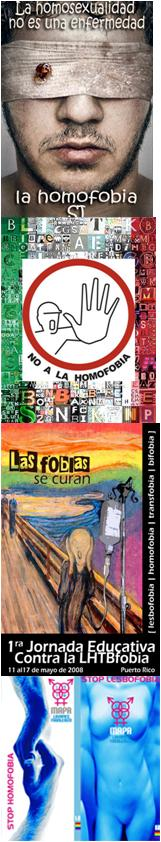 La homosexualidad
no es una enfermedad
la homofobia
SI
NO A LA HOMOFOBIA
Las fobias
se curan
[ lesbofobia | homofobia | transfobia | bifobia ]
1ra Jornada Educativa
Contra la LHTBfobia
11 al 17 de mayo de 2008
Puerto Rico
STOP HOMOFOBIA
MAPA
STOP LESBOFOBIA
MAPA